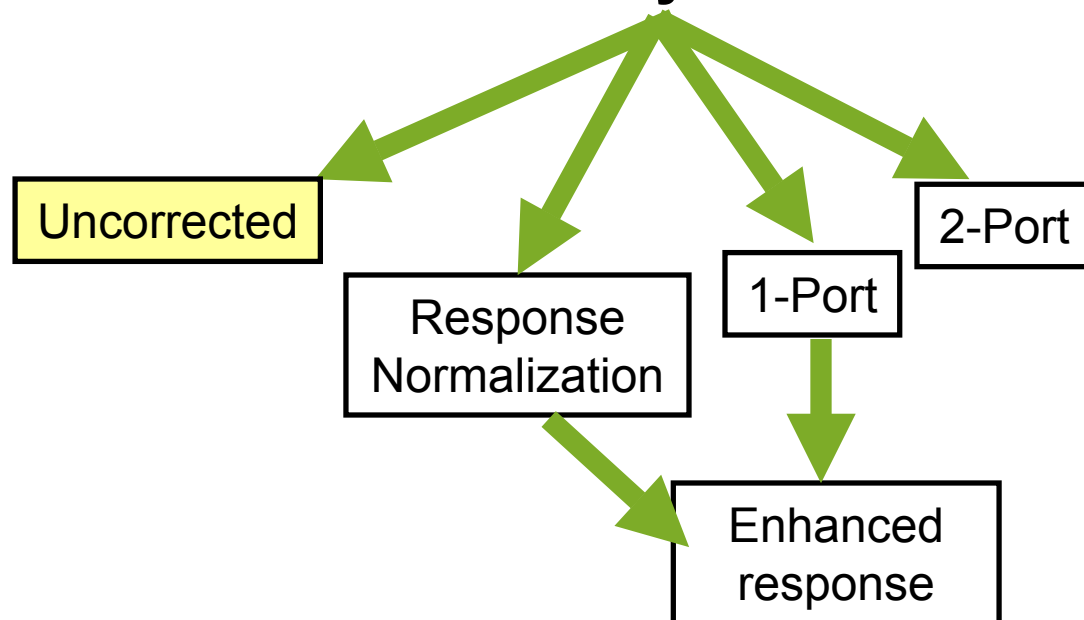 Uncorrected
2-Port
1-Port
Response
Normalization
Enhanced
response